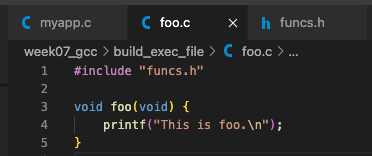 C myapp.c C foo.c × h funcs.h
week07_gcc > build_exec_file > C foo.c > ...
1 #include "funcs.h"
2
3 void foo(void) {
4     printf("This is foo.\n");
5 }